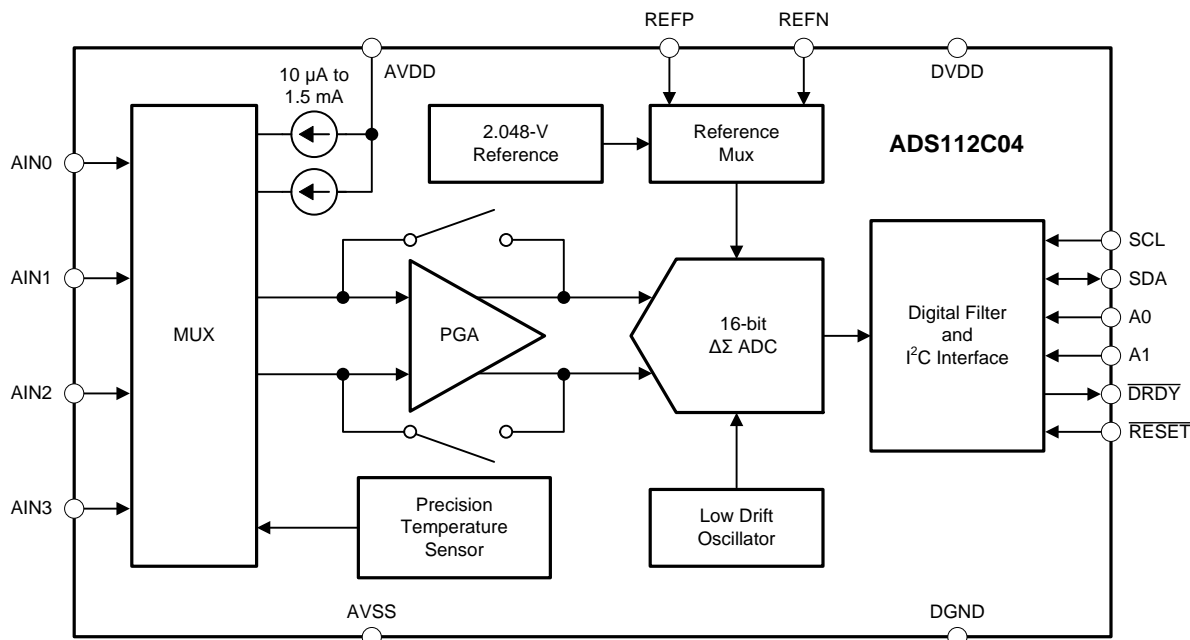 REFP
REFN
AVDD
DVDD
10 µA to
1.5 mA
2.048-V
Reference
Reference
Mux
ADS112C04
AIN0
AIN1
AIN2
AIN3
MUX
PGA
16-bit
ΔΣ ADC
Digital Filter
and
I²C Interface
SCL
SDA
A0
A1
DRDY
RESET
Precision
Temperature
Sensor
Low Drift
Oscillator
AVSS
DGND